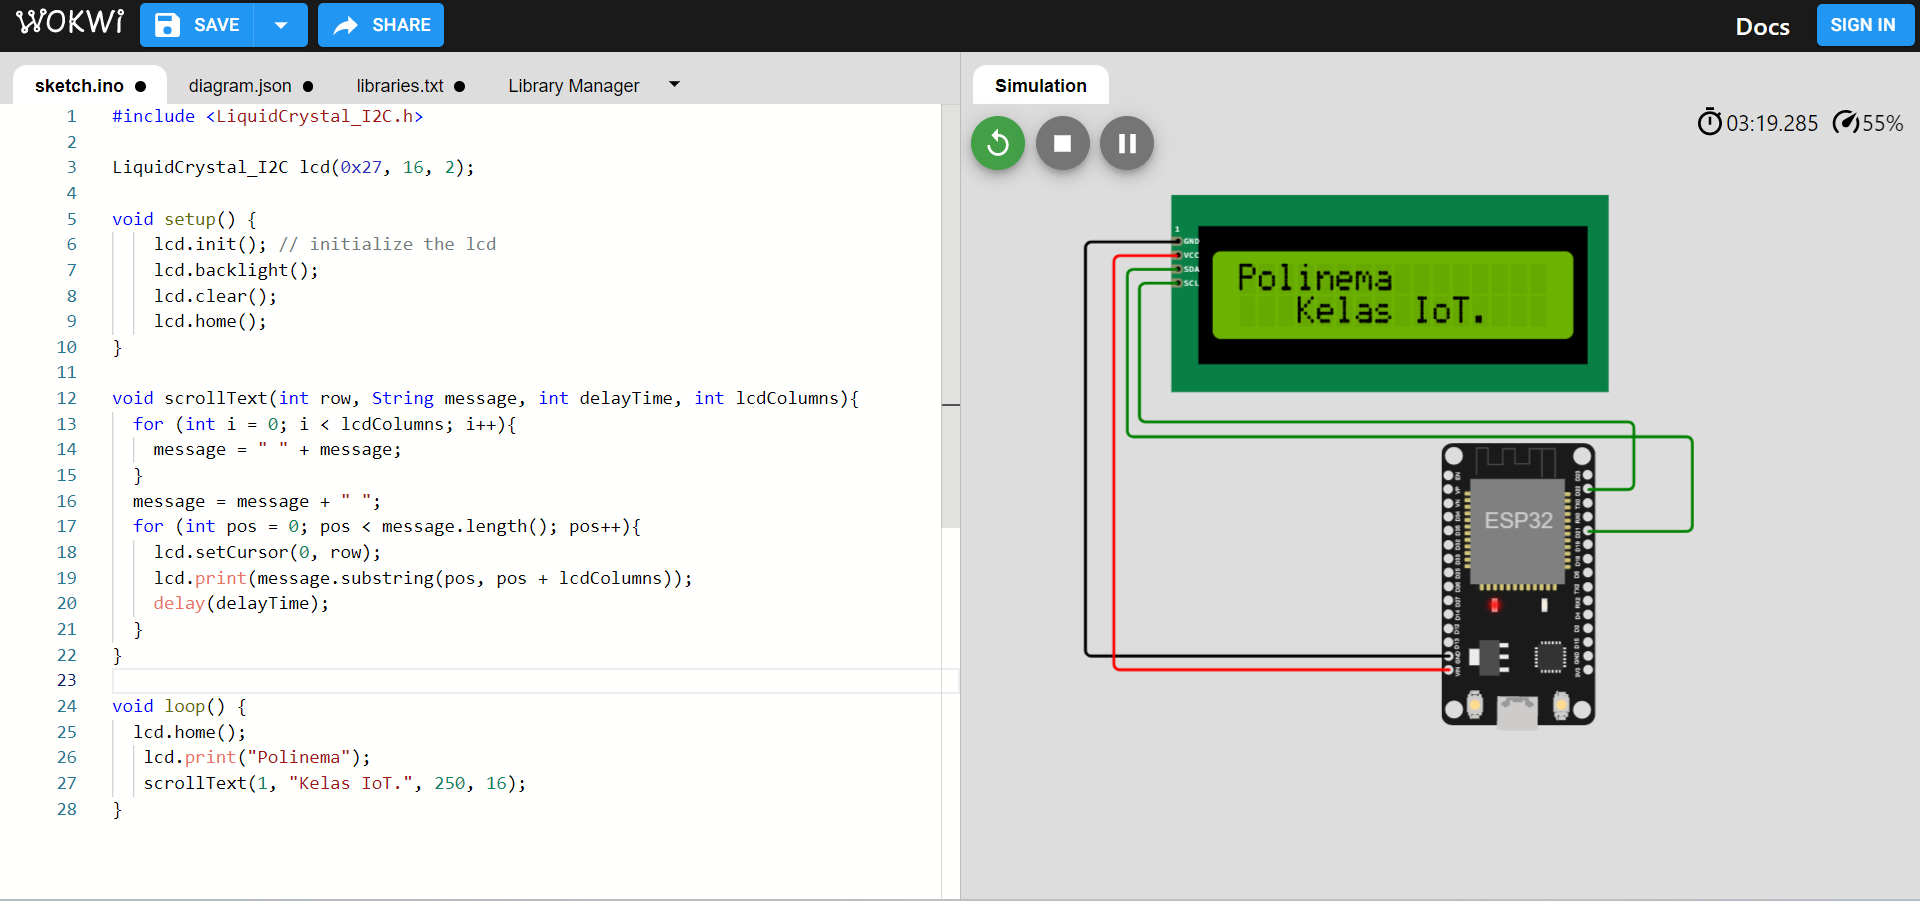 WOKWi SAVE SHARE Docs SIGN IN
sketch.ino diagram.json libraries.txt Library Manager
1 #include <LiquidCrystal_I2C.h>
2
3 LiquidCrystal_I2C lcd(0x27, 16, 2);
4
5 void setup() {
6 lcd.init(); // initialize the lcd
7 lcd.backlight();
8 lcd.clear();
9 lcd.home();
10 }
11
12 void scrollText(int row, String message, int delayTime, int lcdColumns){
13 for (int i = 0; i < lcdColumns; i++){
14 message = " " + message;
15 }
16 message = message + " ";
17 for (int pos = 0; pos < message.length(); pos++){
18 lcd.setCursor(0, row);
19 lcd.print(message.substring(pos, pos + lcdColumns));
20 delay(delayTime);
21 }
22 }
23
24 void loop() {
25 lcd.home();
26 lcd.print("Polinema");
27 scrollText(1, "Kelas IoT.", 250, 16);
28 }
Simulation
03:19.285 55%
1
GND
VCC
SDA
SCL
Polinema
Kelas IoT.
ESP32